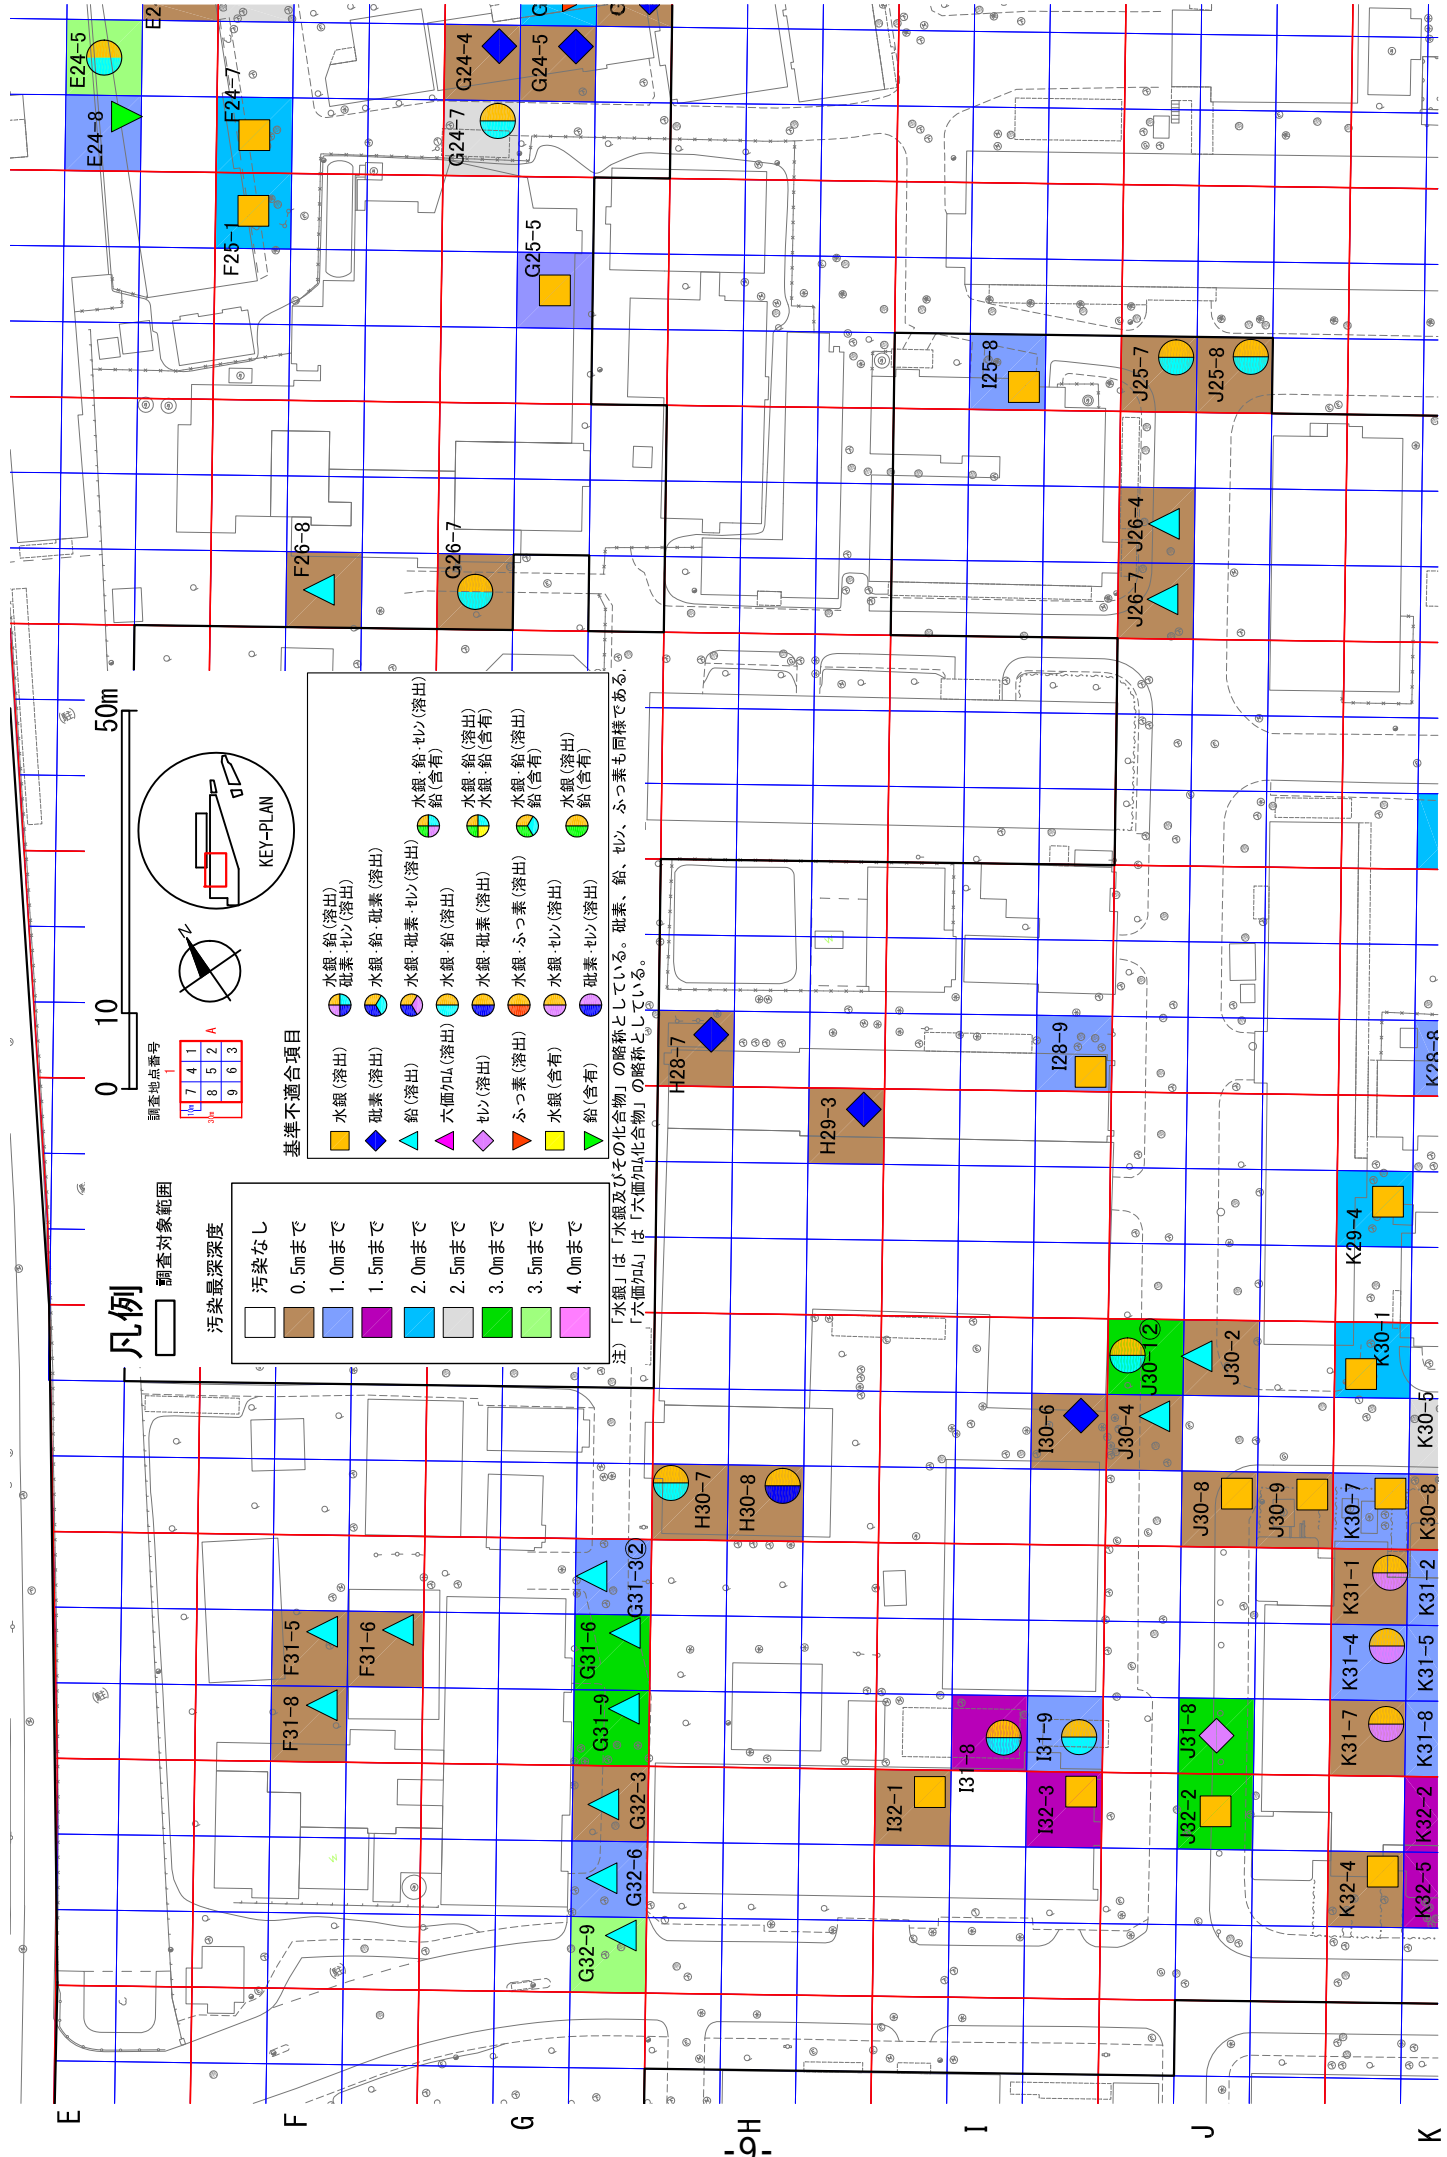 凡例
調査対象範囲
汚染最深深度
汚染なし
0.5mまで
1.0mまで
1.5mまで
2.0mまで
2.5mまで
3.0mまで
3.5mまで
4.0mまで
調査地点番号
1
A
7 4 1
8 5 2
9 6 3
0 10 50m
N
KEY-PLAN
基準不適合項目
水銀(溶出)
砒素(溶出)
鉛(溶出)
六価クロム(溶出)
セレン(溶出)
ふっ素(溶出)
水銀(含有)
鉛(含有)
水銀・鉛(溶出)
砒素・セレン(溶出)
水銀・鉛・砒素(溶出)
水銀・砒素・セレン(溶出)
水銀・鉛(溶出)
水銀・砒素(溶出)
水銀・ふっ素(溶出)
水銀・セレン(溶出)
砒素・セレン(溶出)
水銀・鉛・セレン(溶出)
鉛(含有)
水銀・鉛(溶出)
水銀・鉛(含有)
水銀・鉛(溶出)
鉛(含有)
水銀(溶出)
鉛(含有)
注)「水銀」は「水銀及びその化合物」の略称としている。砒素、鉛、セレン、ふっ素も同様である。
「六価クロム」は「六価クロム化合物」の略称としている。
E
F
G
H
I
J
K
E24-5
E24-8
F24-7
F25-1
G24-4
G24-5
G24-7
G25-5
F26-8
G26-7
I25-8
J25-7
J25-8
J26-4
J26-7
H28-7
I28-9
K28-8
H29-3
K29-4
J30-1②
J30-2
K30-1
I30-6
J30-4
K30-5
H30-7
H30-8
J30-8
J30-9
K30-7
K30-8
G31-3②
K31-1
K31-2
F31-5
F31-6
G31-6
K31-4
K31-5
F31-8
G31-9
I31-8
I31-9
J31-8
K31-7
K31-8
G32-3
I32-1
I32-3
J32-2
K32-2
G32-6
K32-4
K32-5
G32-9
-9-